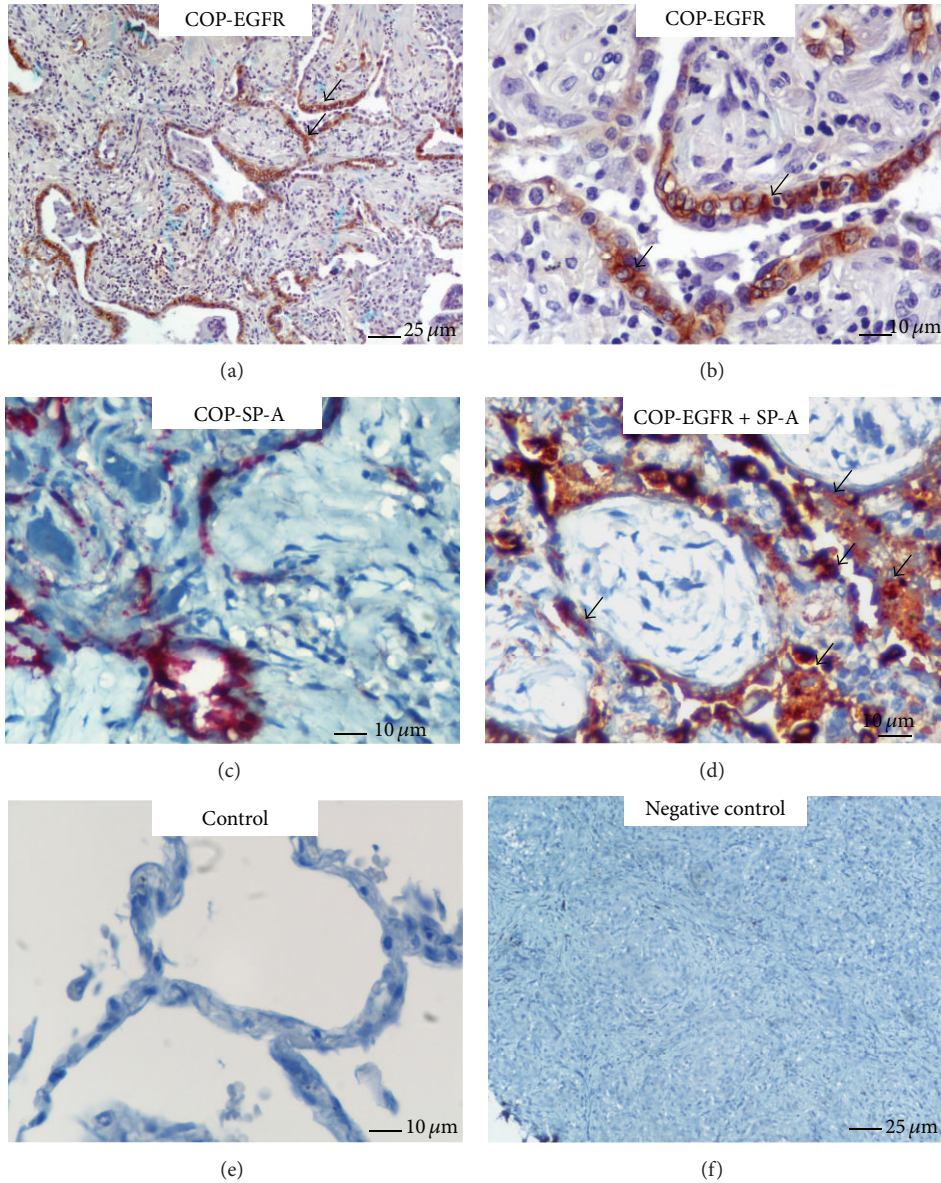 COP-EGFR
COP-EGFR
25 μm
10 μm
(a)
(b)
COP-SP-A
COP-EGFR + SP-A
10 μm
10 μm
(c)
(d)
Control
Negative control
10 μm
25 μm
(e)
(f)